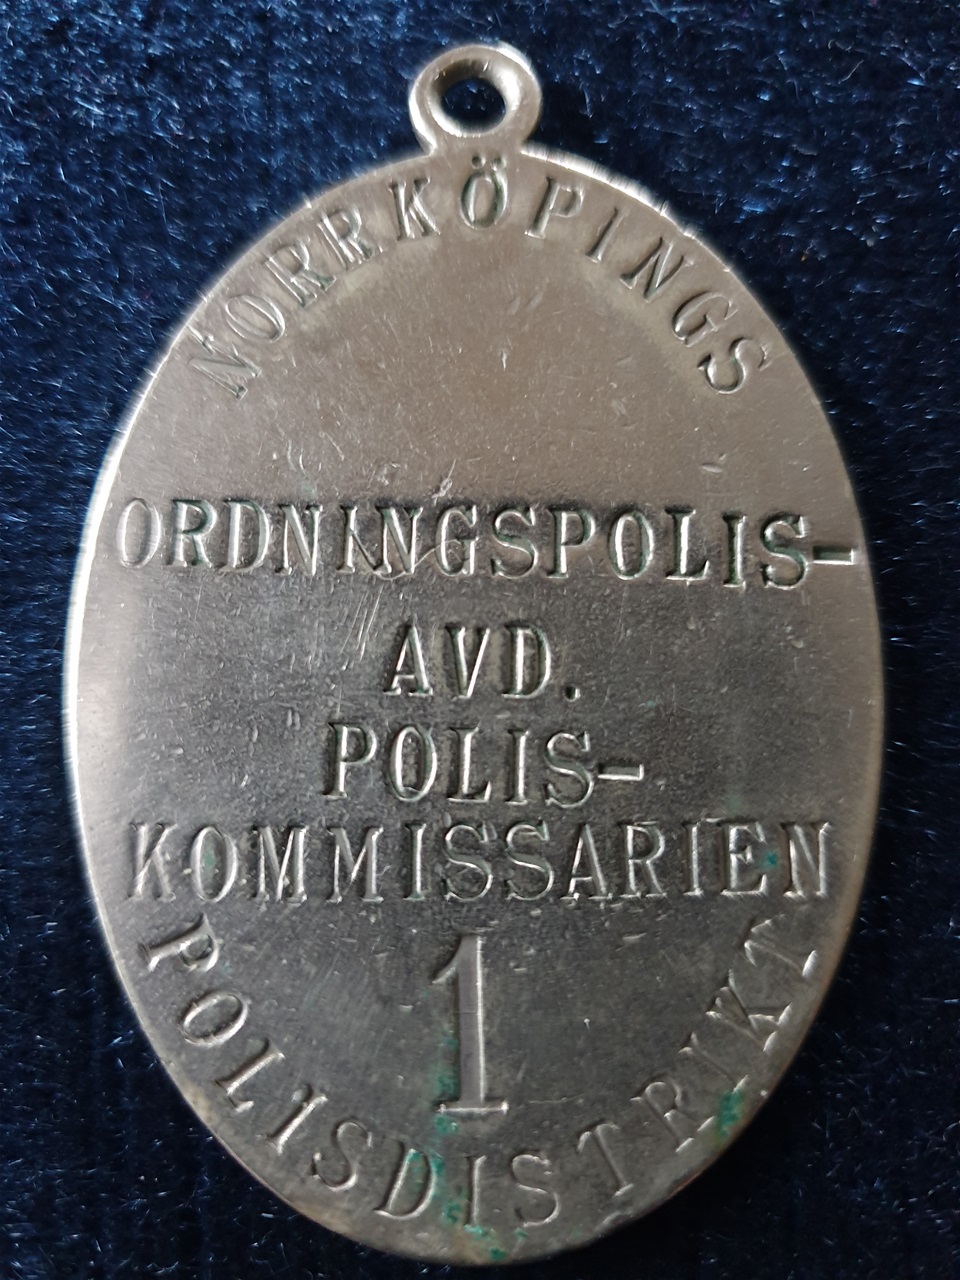 NORRKÖPINGS
ORDNINGSPOLIS-
AVD.
POLIS-
KOMMISSARIEN
1
POLISDISTRIKT